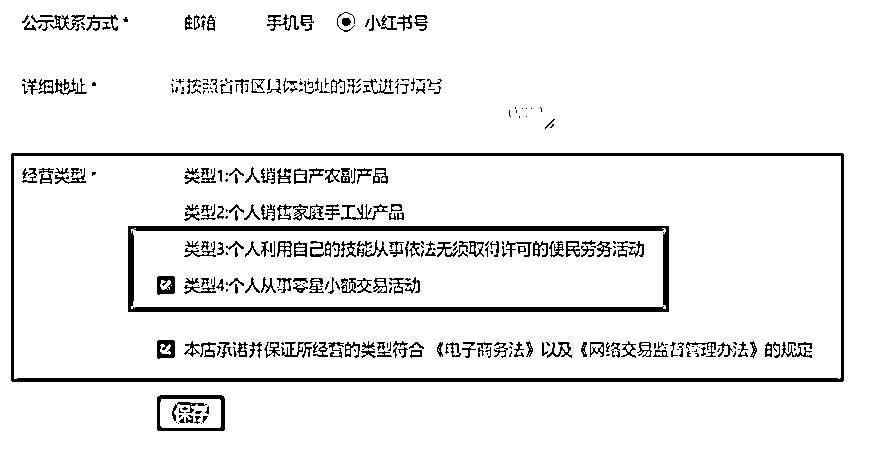 公示联系方式* 邮箱 手机号 小红书号
详细地址* 请按照省市区具体地址的形式进行填写
经营类型* 类型1:个人销售自产农副产品
类型2:个人销售家庭手工业产品
类型3:个人利用自己的技能从事依法无须取得许可的便民劳务活动
类型4:个人从事零星小额交易活动
本店承诺并保证所经营的类型符合《电子商务法》以及《网络交易监督管理办法》的规定
保存